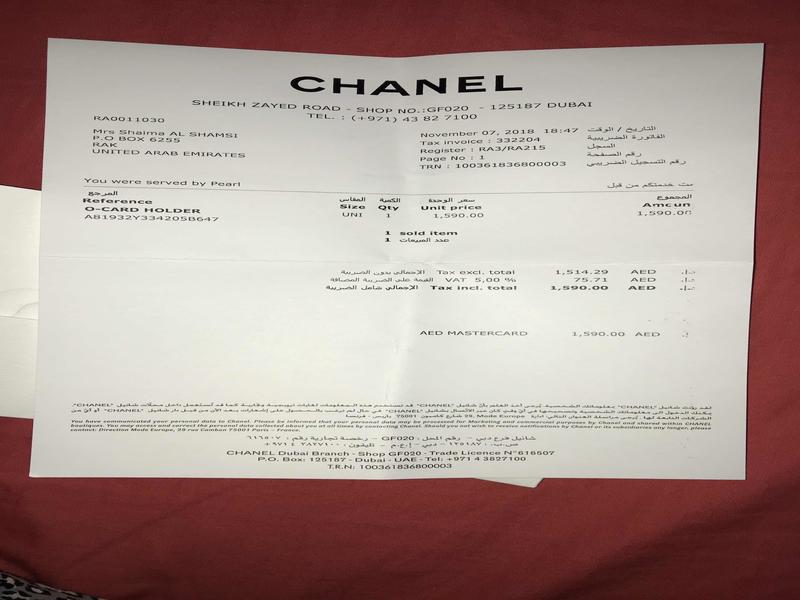 CHANEL
SHEIKH ZAYED ROAD - SHOP NO.:GF020 - 125187 DUBAI
TEL. : (+971) 43 82 7100
RA0011030
Mrs Shaima AL SHAMSI
P.O BOX 6255
RAK
UNITED ARAB EMIRATES
November 07, 2018 18:47 التاريخ / الوقت
Tax invoice : 332204 الفاتورة الضريبية
Register : RA3/RA215 السجل
Page No : 1 رقم الصفحة
TRN : 100361836800003 رقم التسجيل الضريبي
You were served by Pearl
تمت خدمتكم من قبل
المرجع المقاس الكمية سعر الوحدة المجموع
Reference Size Qty Unit price Amoun
O-CARD HOLDER UNI 1 1,590.00 1,590.00
A81932Y334205B647
1 sold item
1 عدد المبيعات
الإجمالي بدون الضريبة Tax excl. total 1,514.29 AED
القيمة على الضريبة المضافة VAT 5,00 % 75.71 AED
الإجمالي شامل الضريبة Tax incl. total 1,590.00 AED
AED MASTERCARD 1,590.00 AED
You have communicated your personal data to Chanel. Please be informed that your personal data may be processed for Marketing and commercial purposes by Chanel and shared within CHANEL
boutiques. You may access and correct the personal data collected about you at all times by contacting Chanel. Should you not wish to receive notifications by Chanel or its subsidiaries any longer, please
contact: Direction Mode Europe, 29 rue Cambon 75001 Paris – France.
شانيل فرع دبي - رقم المحل : GF020 - رخصة تجارية رقم : ٦١٦٥٠٧
ص.ب.: ١٢٥١٨٧ - دبي - إ.ع.م - تليفون: ٤٣٨٢٧١٠٠ ٩٧١+
CHANEL Dubai Branch - Shop GF020 - Trade Licence N°616507
P.O. Box: 125187 - Dubai - UAE - Tel: +971 4 3827100
T.R.N: 100361836800003